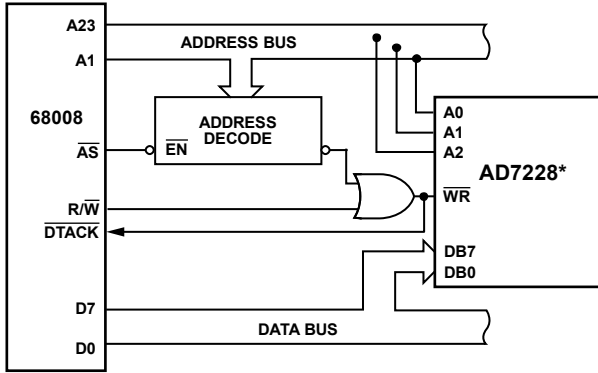 A23
A1
68008
AS
R/W
DTACK
D7
D0
ADDRESS BUS
ADDRESS
DECODE
EN
DATA BUS
A0
A1
A2
AD7228*
WR
DB7
DB0